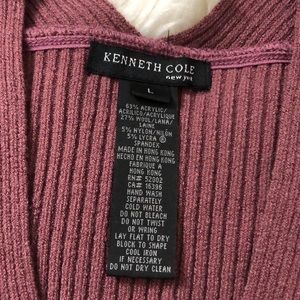 KENNETH COLE
new york
L
63% ACRYLIC/
ACRILICO/ACRYLIQUE
27% WOOL/LANA/
LAINE
5% NYLON/NILÓN
5% LYCRA ®
SPANDEX
MADE IN HONG KONG
HECHO EN HONG KONG
FABRIQUE A
HONG KONG
RN# 52002
CA# 16396
HAND WASH
SEPARATELY
COLD WATER
DO NOT BLEACH
DO NOT TWIST
OR WRING
LAY FLAT TO DRY
BLOCK TO SHAPE
COOL IRON
IF NECESSARY
DO NOT DRY CLEAN